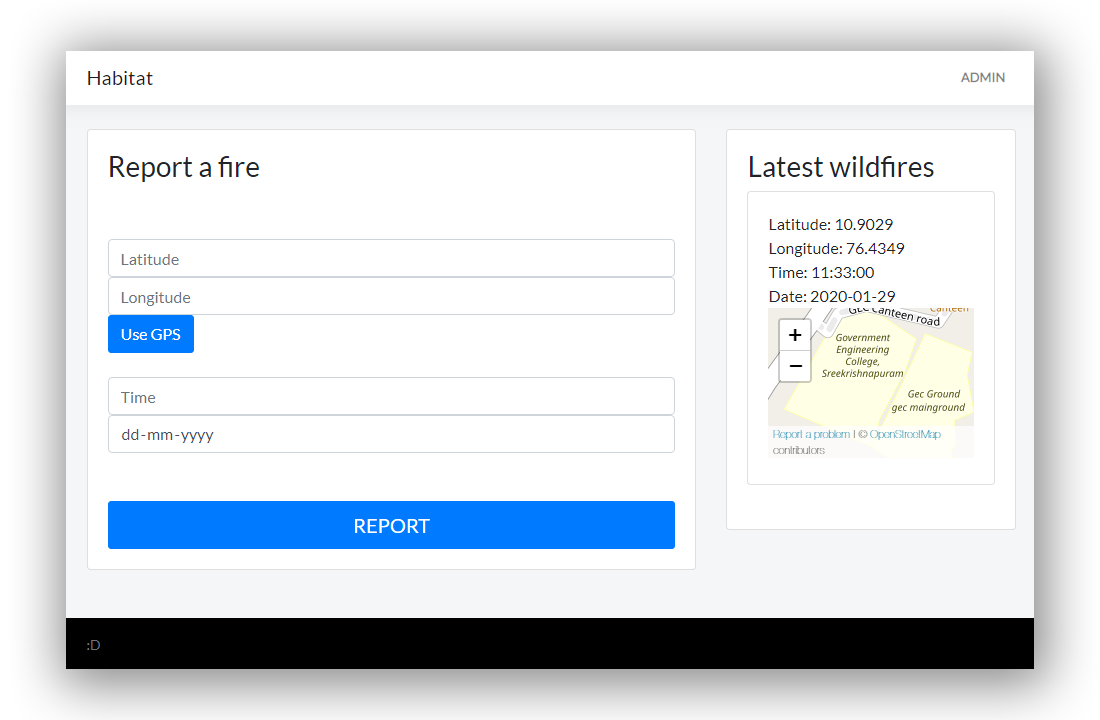 Habitat
ADMIN
Report a fire
Latitude
Longitude
Use GPS
Time
dd-mm-yyyy
REPORT
Latest wildfires
Latitude: 10.9029
Longitude: 76.4349
Time: 11:33:00
Date: 2020-01-29
Canteen
GEC Canteen road
+
−
Government
Engineering
College,
Sreekrishnapuram
Gec Ground
gec mainground
Report a problem | © OpenStreetMap
contributors
:D